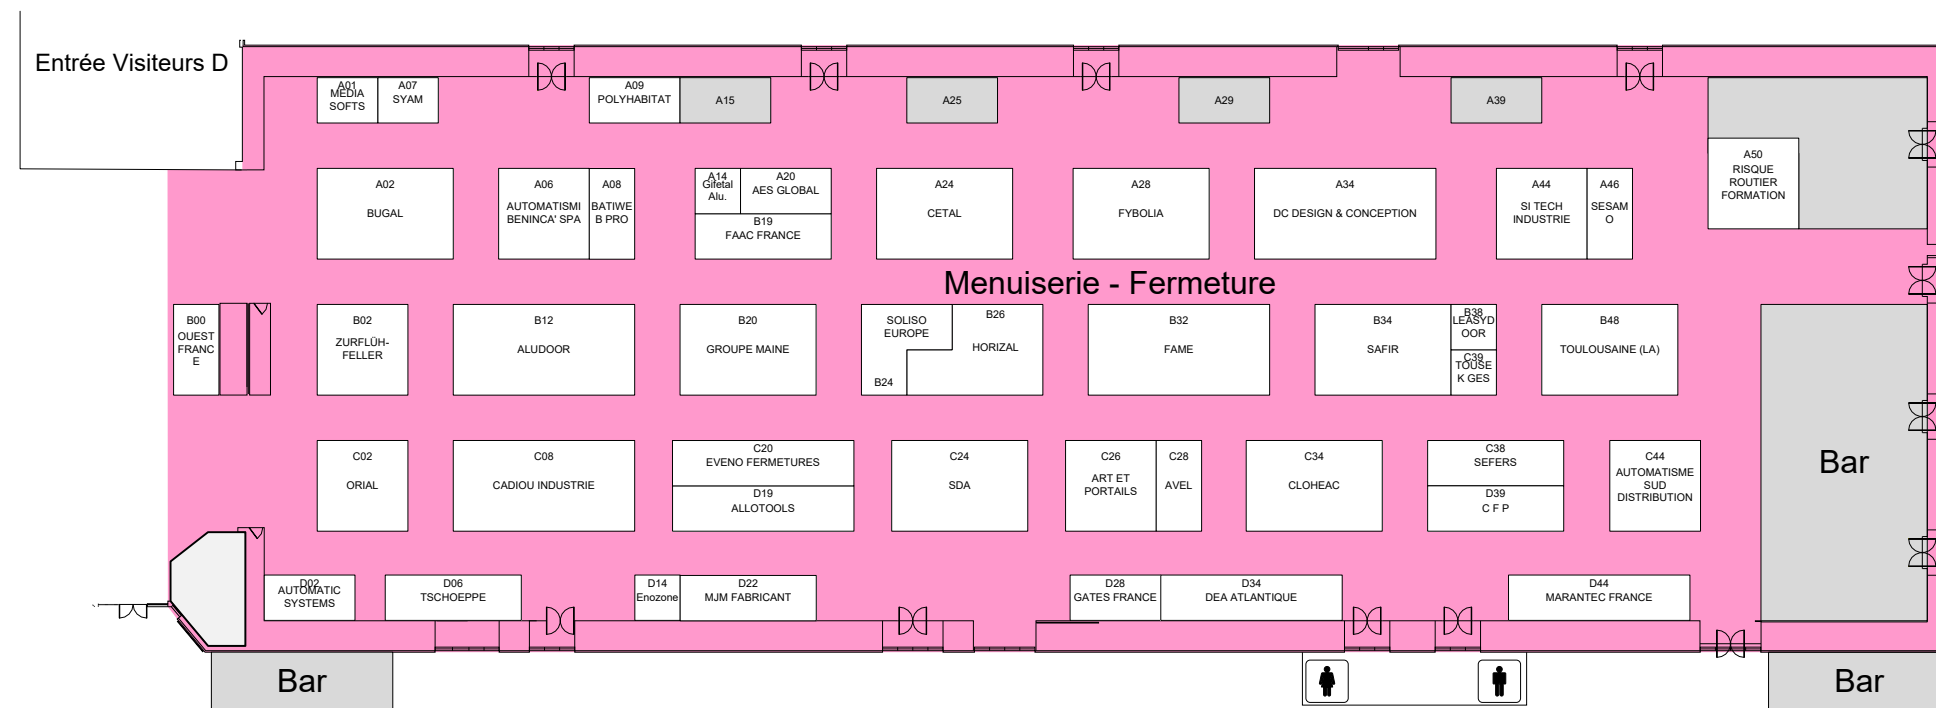 Entrée Visiteurs D
A01
MEDIA
SOFTS
A07
SYAM
A09
POLYHABITAT
A15
A25
A29
A39
A50
RISQUE
ROUTIER
FORMATION
A02
BUGAL
A06
AUTOMATISMI
BENINCA' SPA
A08
BATIWE
B PRO
A14
Gifetal
Alu.
A20
AES GLOBAL
B19
FAAC FRANCE
A24
CETAL
A28
FYBOLIA
A34
DC DESIGN & CONCEPTION
A44
SI TECH
INDUSTRIE
A46
SESAM
O
Menuiserie - Fermeture
B00
OUEST
FRANC
E
B02
ZURFLÜH-
FELLER
B12
ALUDOOR
B20
GROUPE MAINE
SOLISO
EUROPE
B24
B26
HORIZAL
B32
FAME
B34
SAFIR
B38
LEASYD
OOR
C39
TOUSE
K GES
B48
TOULOUSAINE (LA)
C02
ORIAL
C08
CADIOU INDUSTRIE
C20
EVENO FERMETURES
D19
ALLOTOOLS
C24
SDA
C26
ART ET
PORTAILS
C28
AVEL
C34
CLOHEAC
C38
SEFERS
D39
C F P
C44
AUTOMATISME
SUD
DISTRIBUTION
Bar
D02
AUTOMATIC
SYSTEMS
D06
TSCHOEPPE
D14
Enozone
D22
MJM FABRICANT
D28
GATES FRANCE
D34
DEA ATLANTIQUE
D44
MARANTEC FRANCE
Bar
Bar